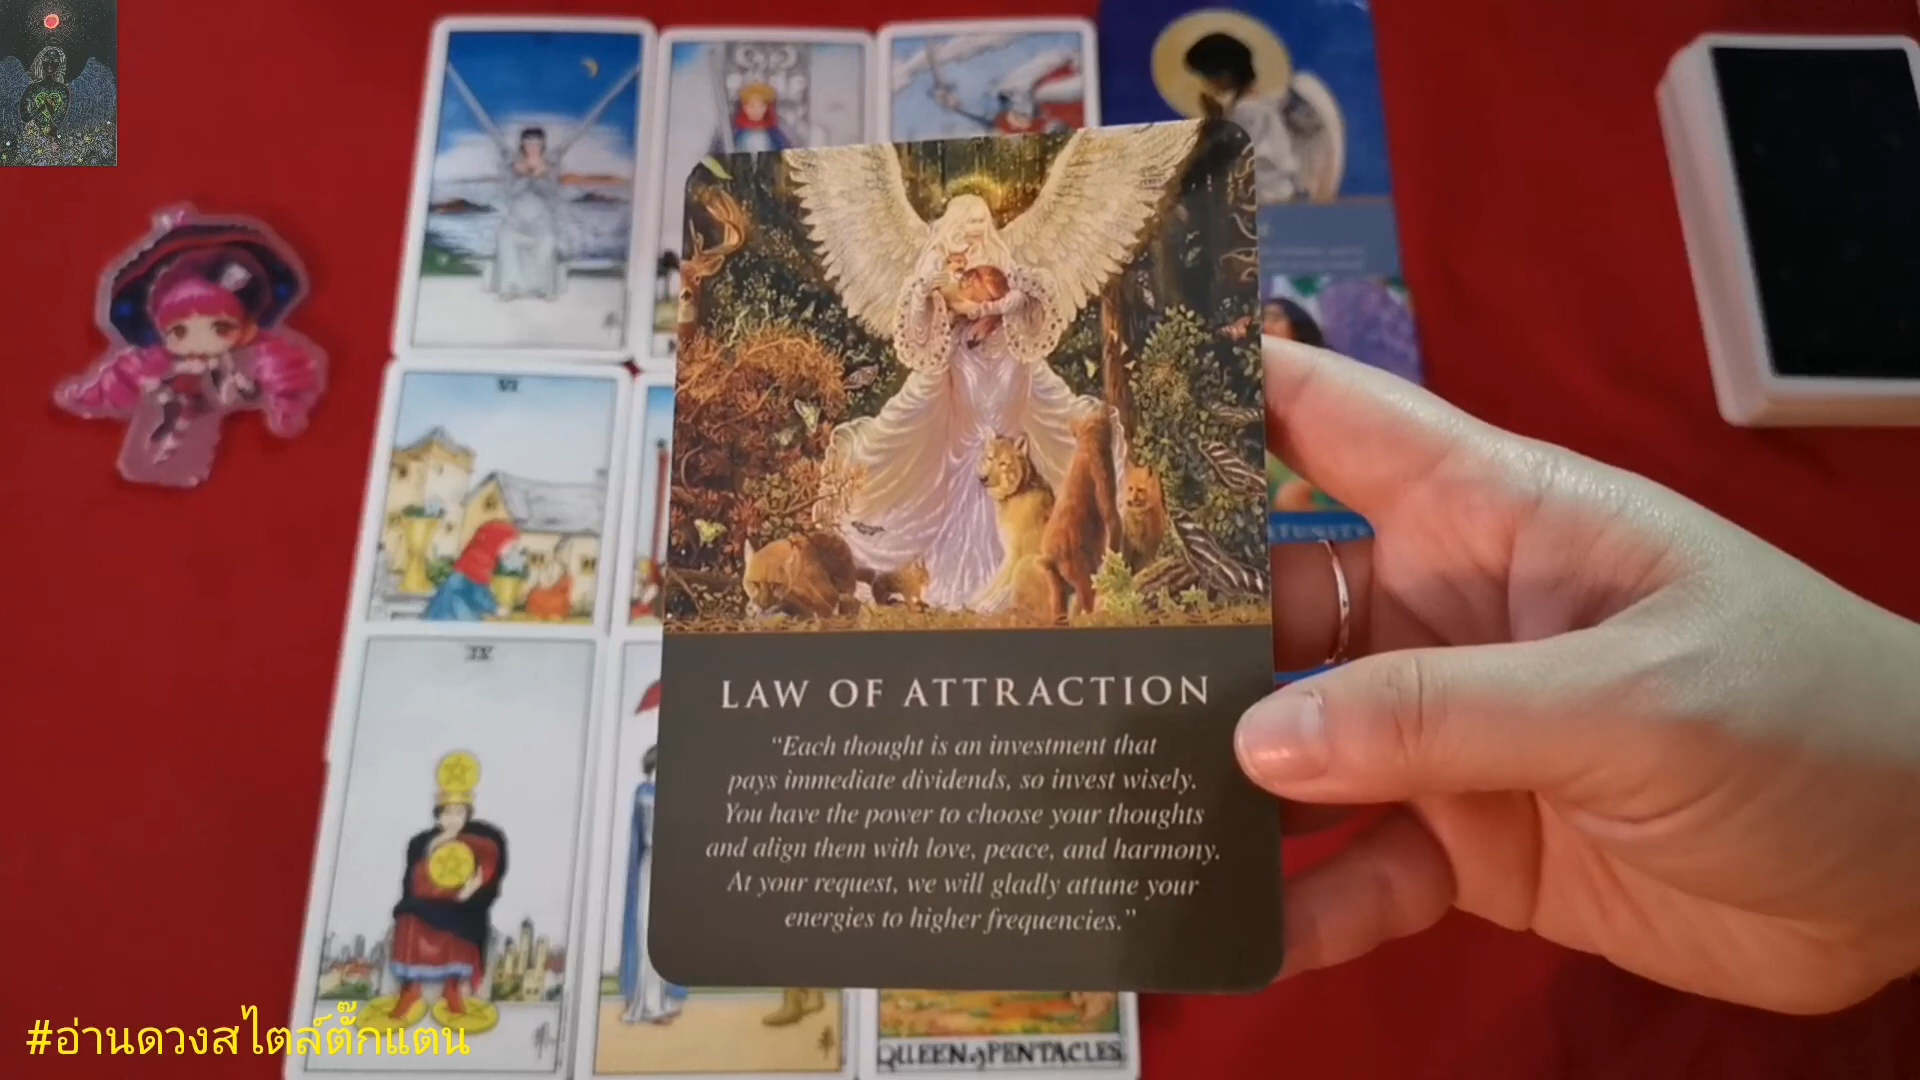 VI
LAW OF ATTRACTION
“Each thought is an investment that
pays immediate dividends, so invest wisely.
You have the power to choose your thoughts
and align them with love, peace, and harmony.
At your request, we will gladly attune your
energies to higher frequencies.”
IV
QUEEN of PENTACLES
#อ่านดวงสไตล์ตั๊กแตน